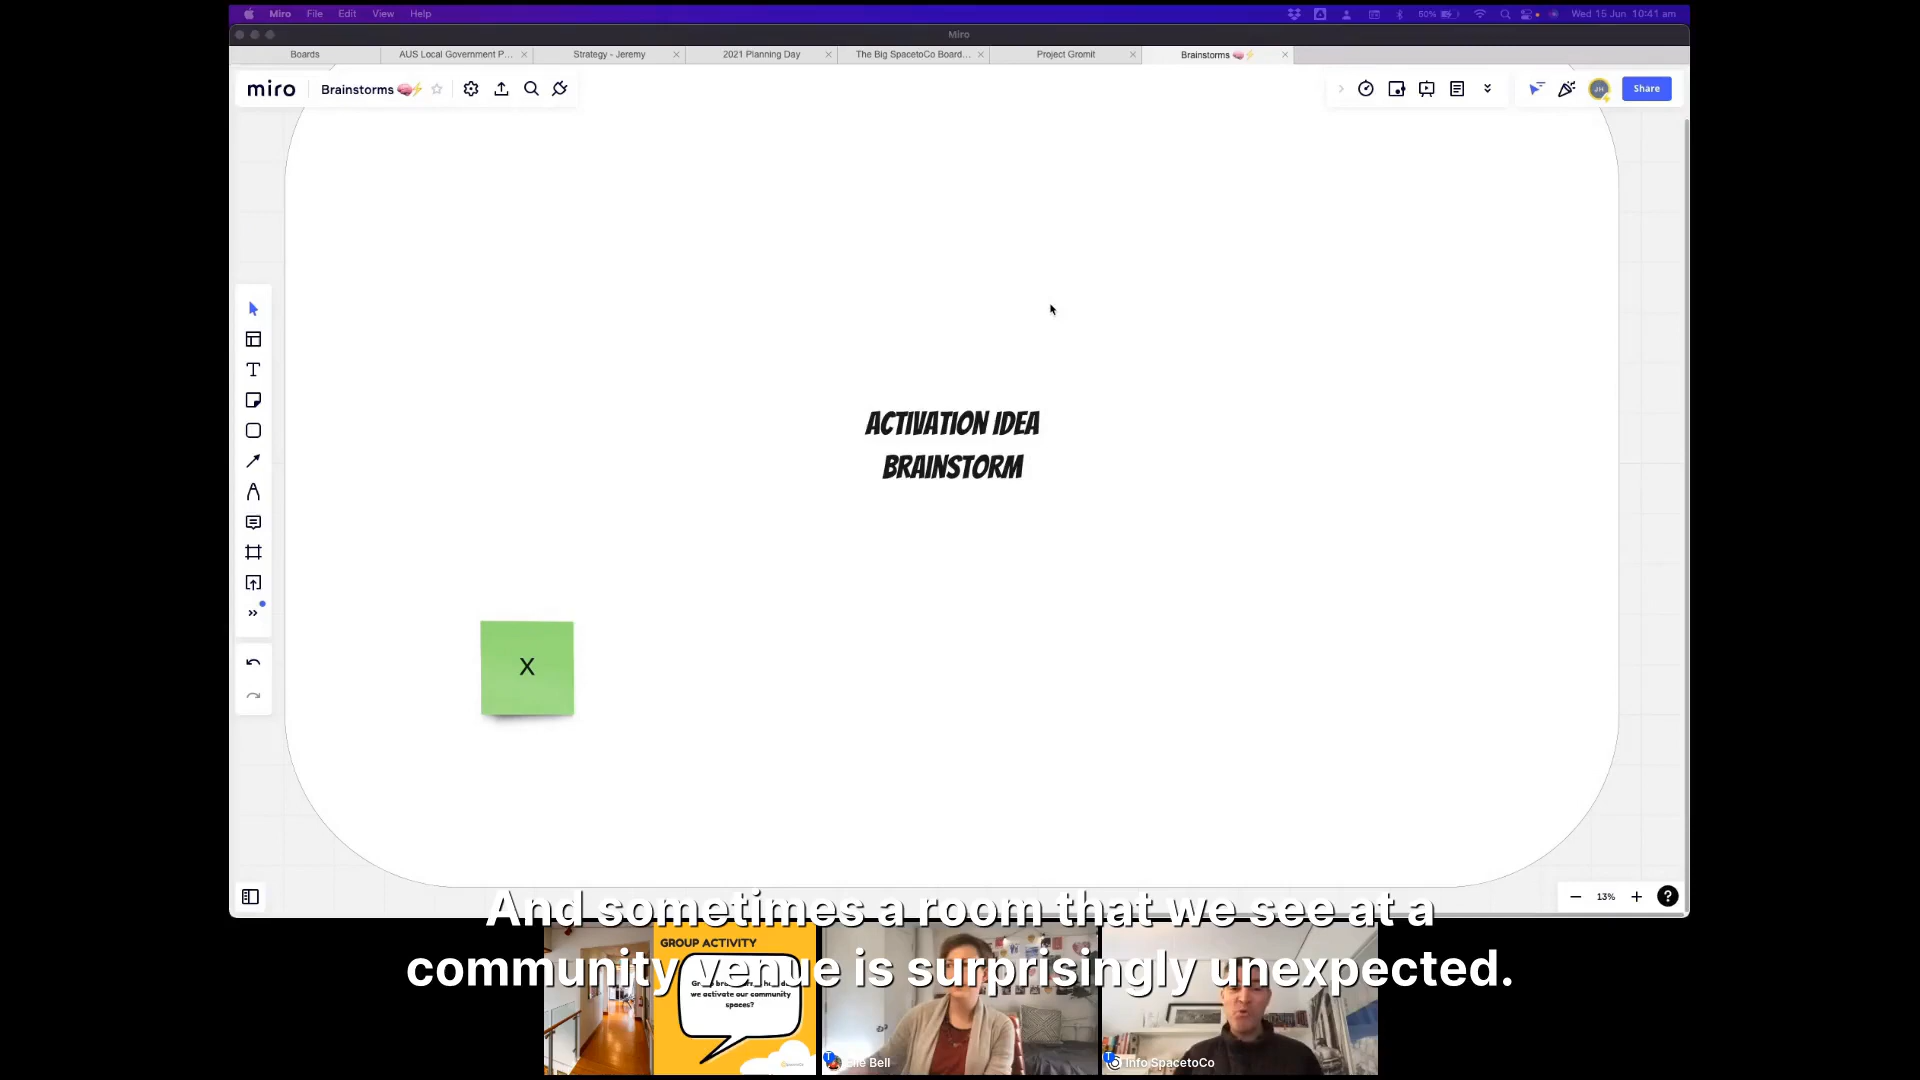 Miro File Edit View Help 50% Wed 15 Jun 10:41 am
Miro
Boards AUS Local Government P... Strategy - Jeremy 2021 Planning Day The Big SpacetoCo Board... Project Gromit Brainstorms 🧠⚡
miro Brainstorms 🧠⚡ JH Share
ACTIVATION IDEA
BRAINSTORM
X
13%
And sometimes a room that we see at a
community venue is surprisingly unexpected.
GROUP ACTIVITY
we activate our community
spaces?
Bell
Info SpacetoCo